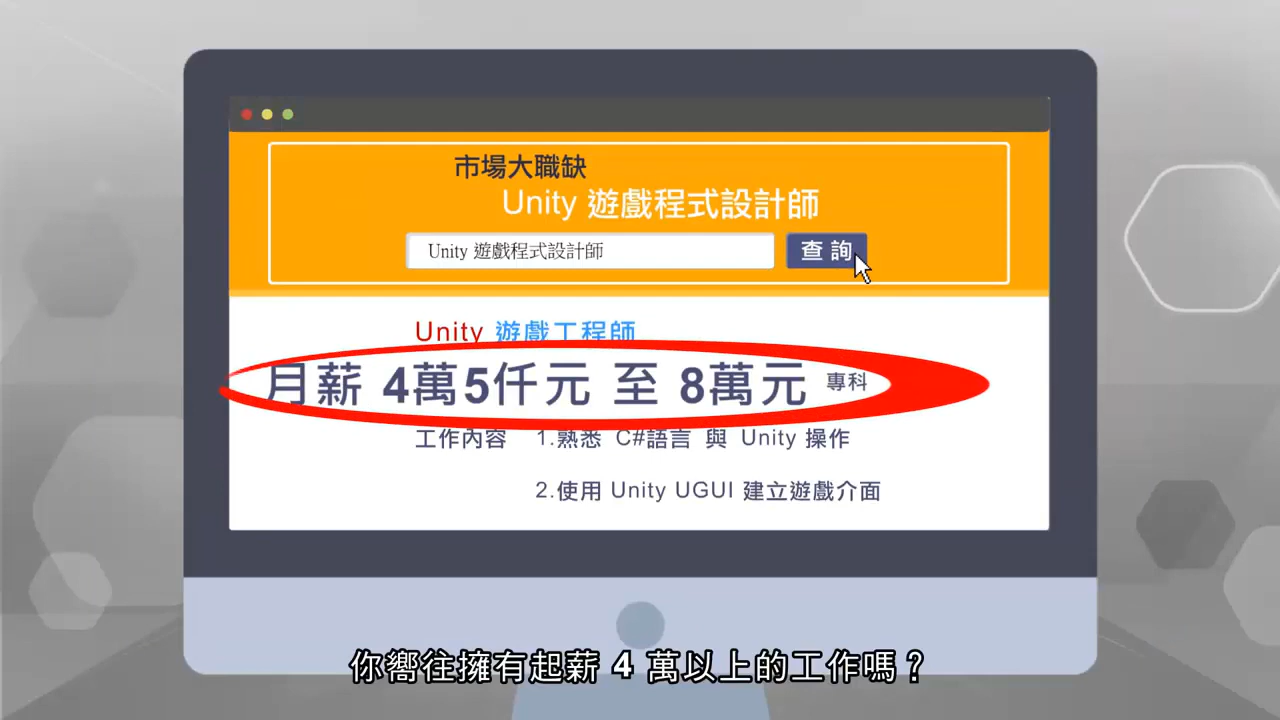 市場大職缺
Unity 遊戲程式設計師
Unity 遊戲程式設計師
查詢
Unity 遊戲工程師
月薪 4萬5仟元 至 8萬元 專科
工作內容 1.熟悉 C#語言 與 Unity 操作
2.使用 Unity UGUI 建立遊戲介面
你嚮往擁有起薪 4 萬以上的工作嗎？